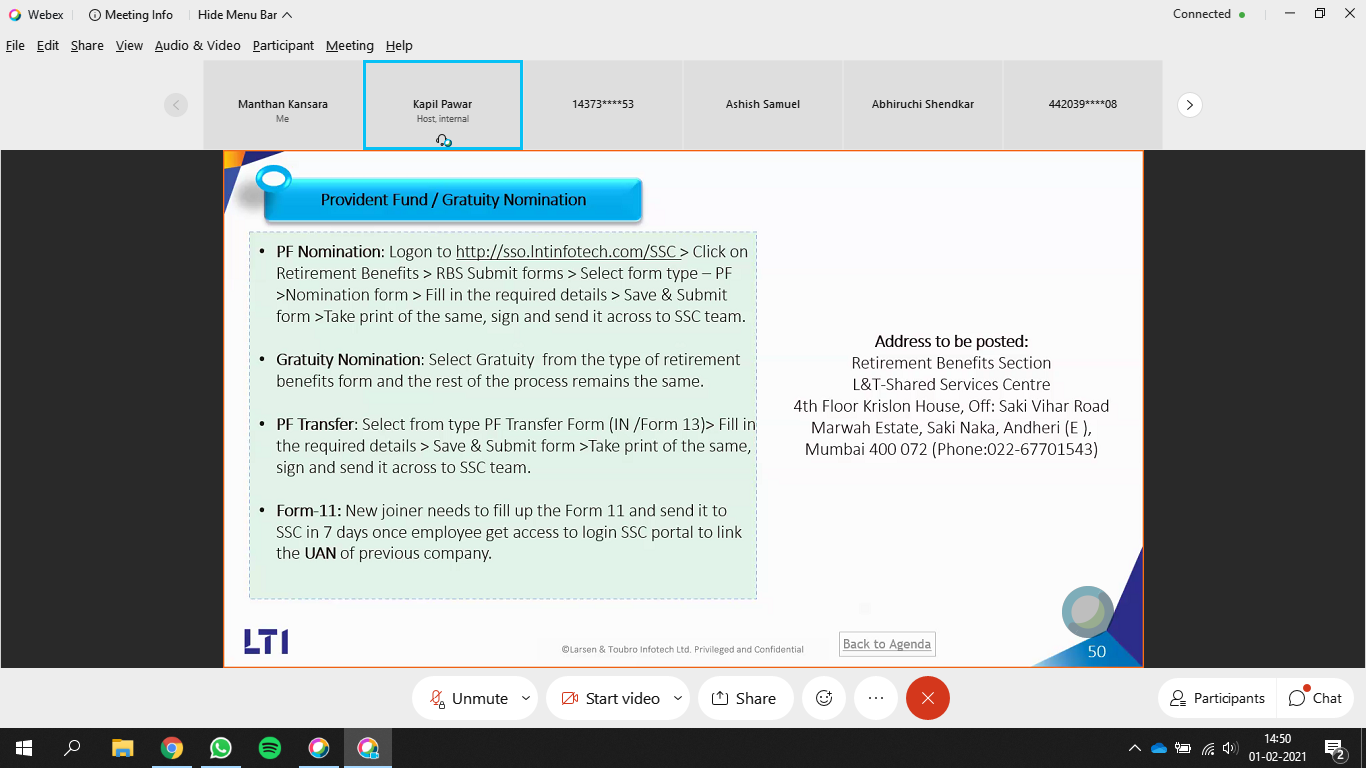 Webex
Meeting Info
Hide Menu Bar
Connected
File Edit Share View Audio & Video Participant Meeting Help
Manthan Kansara
Me
Kapil Pawar
Host, internal
14373****53
Ashish Samuel
Abhiruchi Shendkar
442039****08
Provident Fund / Gratuity Nomination
• PF Nomination: Logon to http://sso.lntinfotech.com/SSC > Click on
Retirement Benefits > RBS Submit forms > Select form type – PF
>Nomination form > Fill in the required details > Save & Submit
form >Take print of the same, sign and send it across to SSC team.
• Gratuity Nomination: Select Gratuity from the type of retirement
benefits form and the rest of the process remains the same.
• PF Transfer: Select from type PF Transfer Form (IN /Form 13)> Fill in
the required details > Save & Submit form >Take print of the same,
sign and send it across to SSC team.
• Form-11: New joiner needs to fill up the Form 11 and send it to
SSC in 7 days once employee get access to login SSC portal to link
the UAN of previous company.
Address to be posted:
Retirement Benefits Section
L&T-Shared Services Centre
4th Floor Krislon House, Off: Saki Vihar Road
Marwah Estate, Saki Naka, Andheri (E ),
Mumbai 400 072 (Phone:022-67701543)
LTI
©Larsen & Toubro Infotech Ltd. Privileged and Confidential
Back to Agenda
50
Unmute
Start video
Share
Participants
Chat
14:50
01-02-2021
2